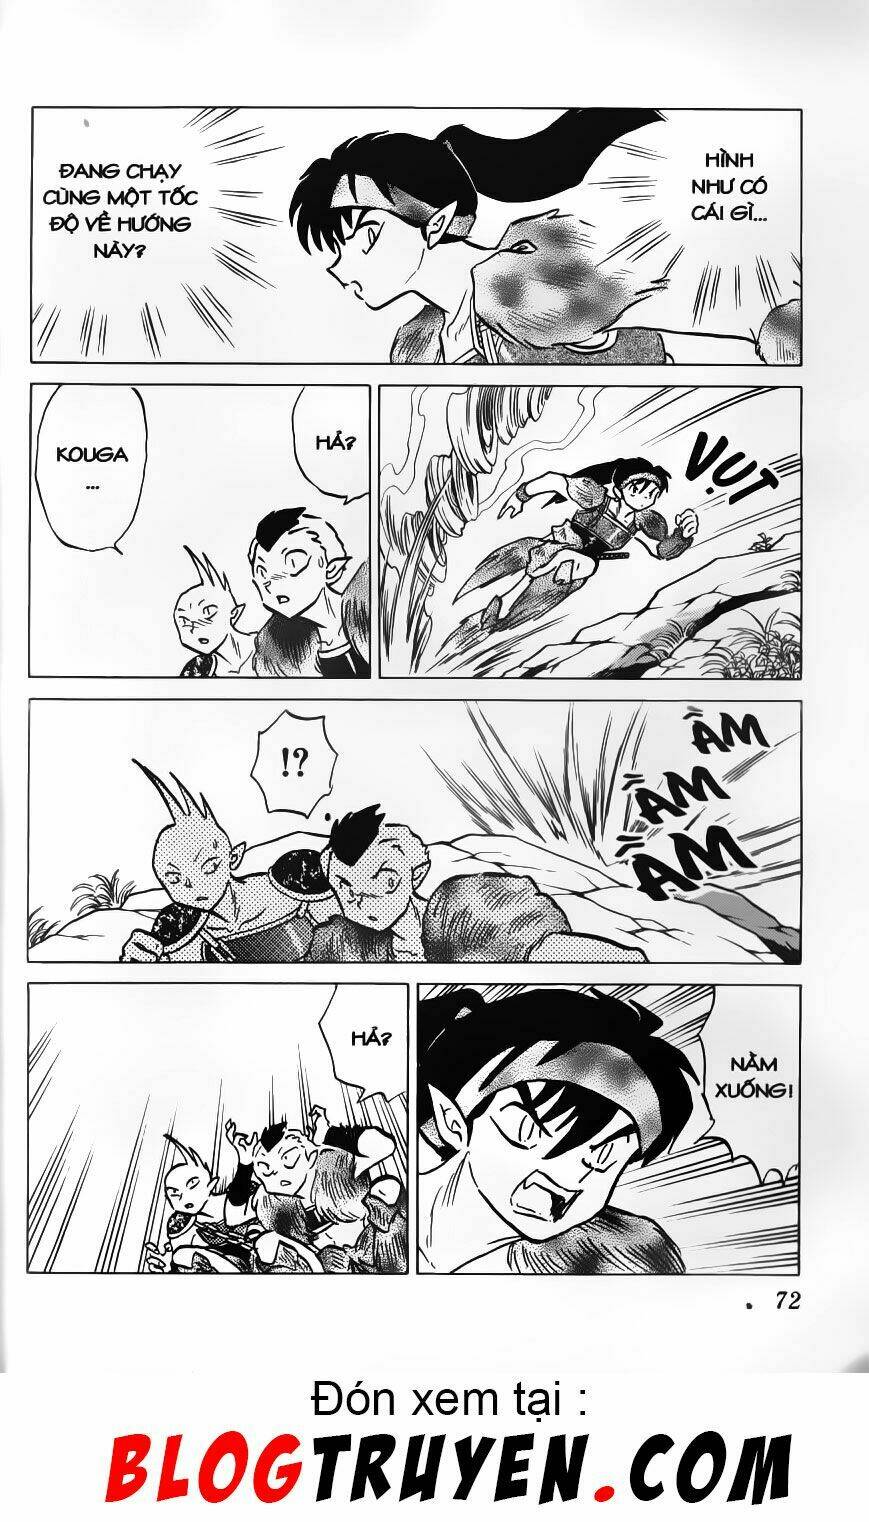 HÌNH
NHƯ CÓ
CÁI GÌ...
ĐANG CHẠY
CÙNG MỘT TỐC
ĐỘ VỀ HƯỚNG
NÀY?
VỤT
HẢ?
KOUGA
...
ẦM
ẦM
ẦM
!?
NẰM
XUỐNG!
HẢ?
72
Đón xem tại :
BLOGTRUYEN.COM